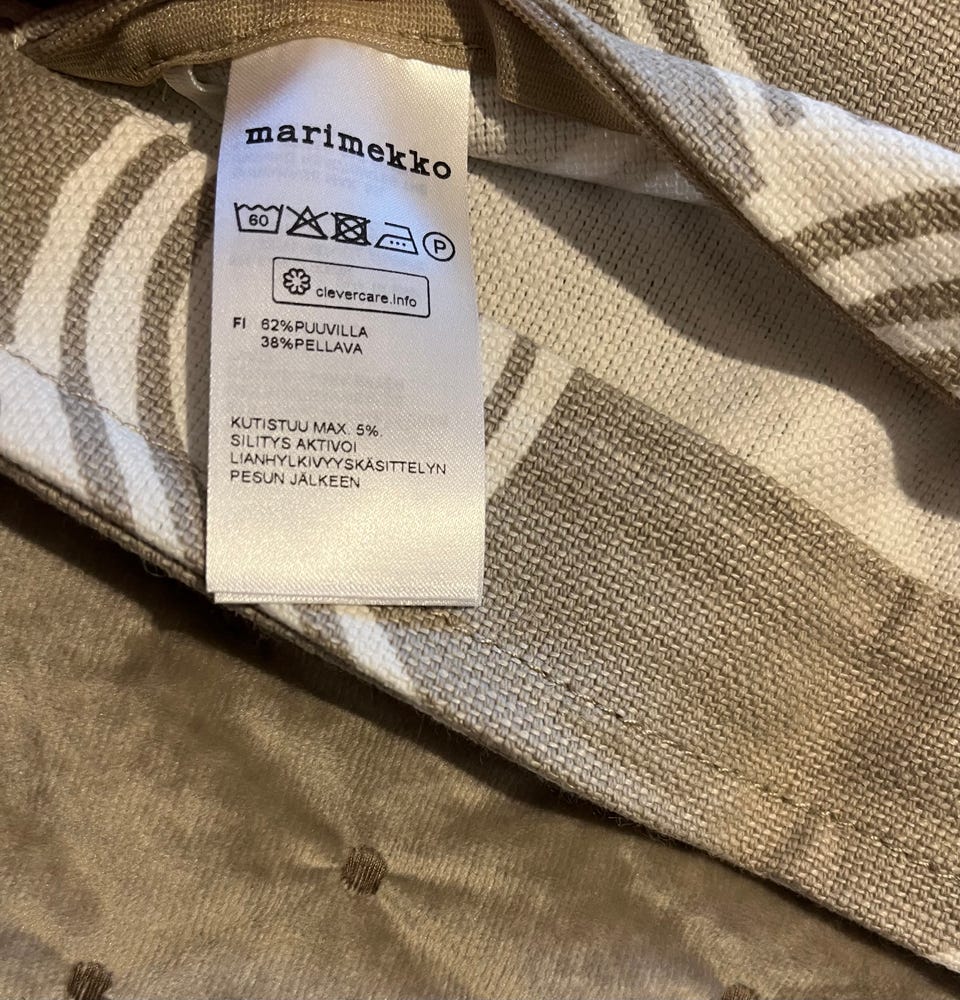 marimekko
60 P
clevercare.info
FI 62%PUUVILLA
38%PELLAVA
KUTISTUU MAX. 5%.
SILITYS AKTIVOI
LIANHYLKIVYYSKÄSITTELYN
PESUN JÄLKEEN